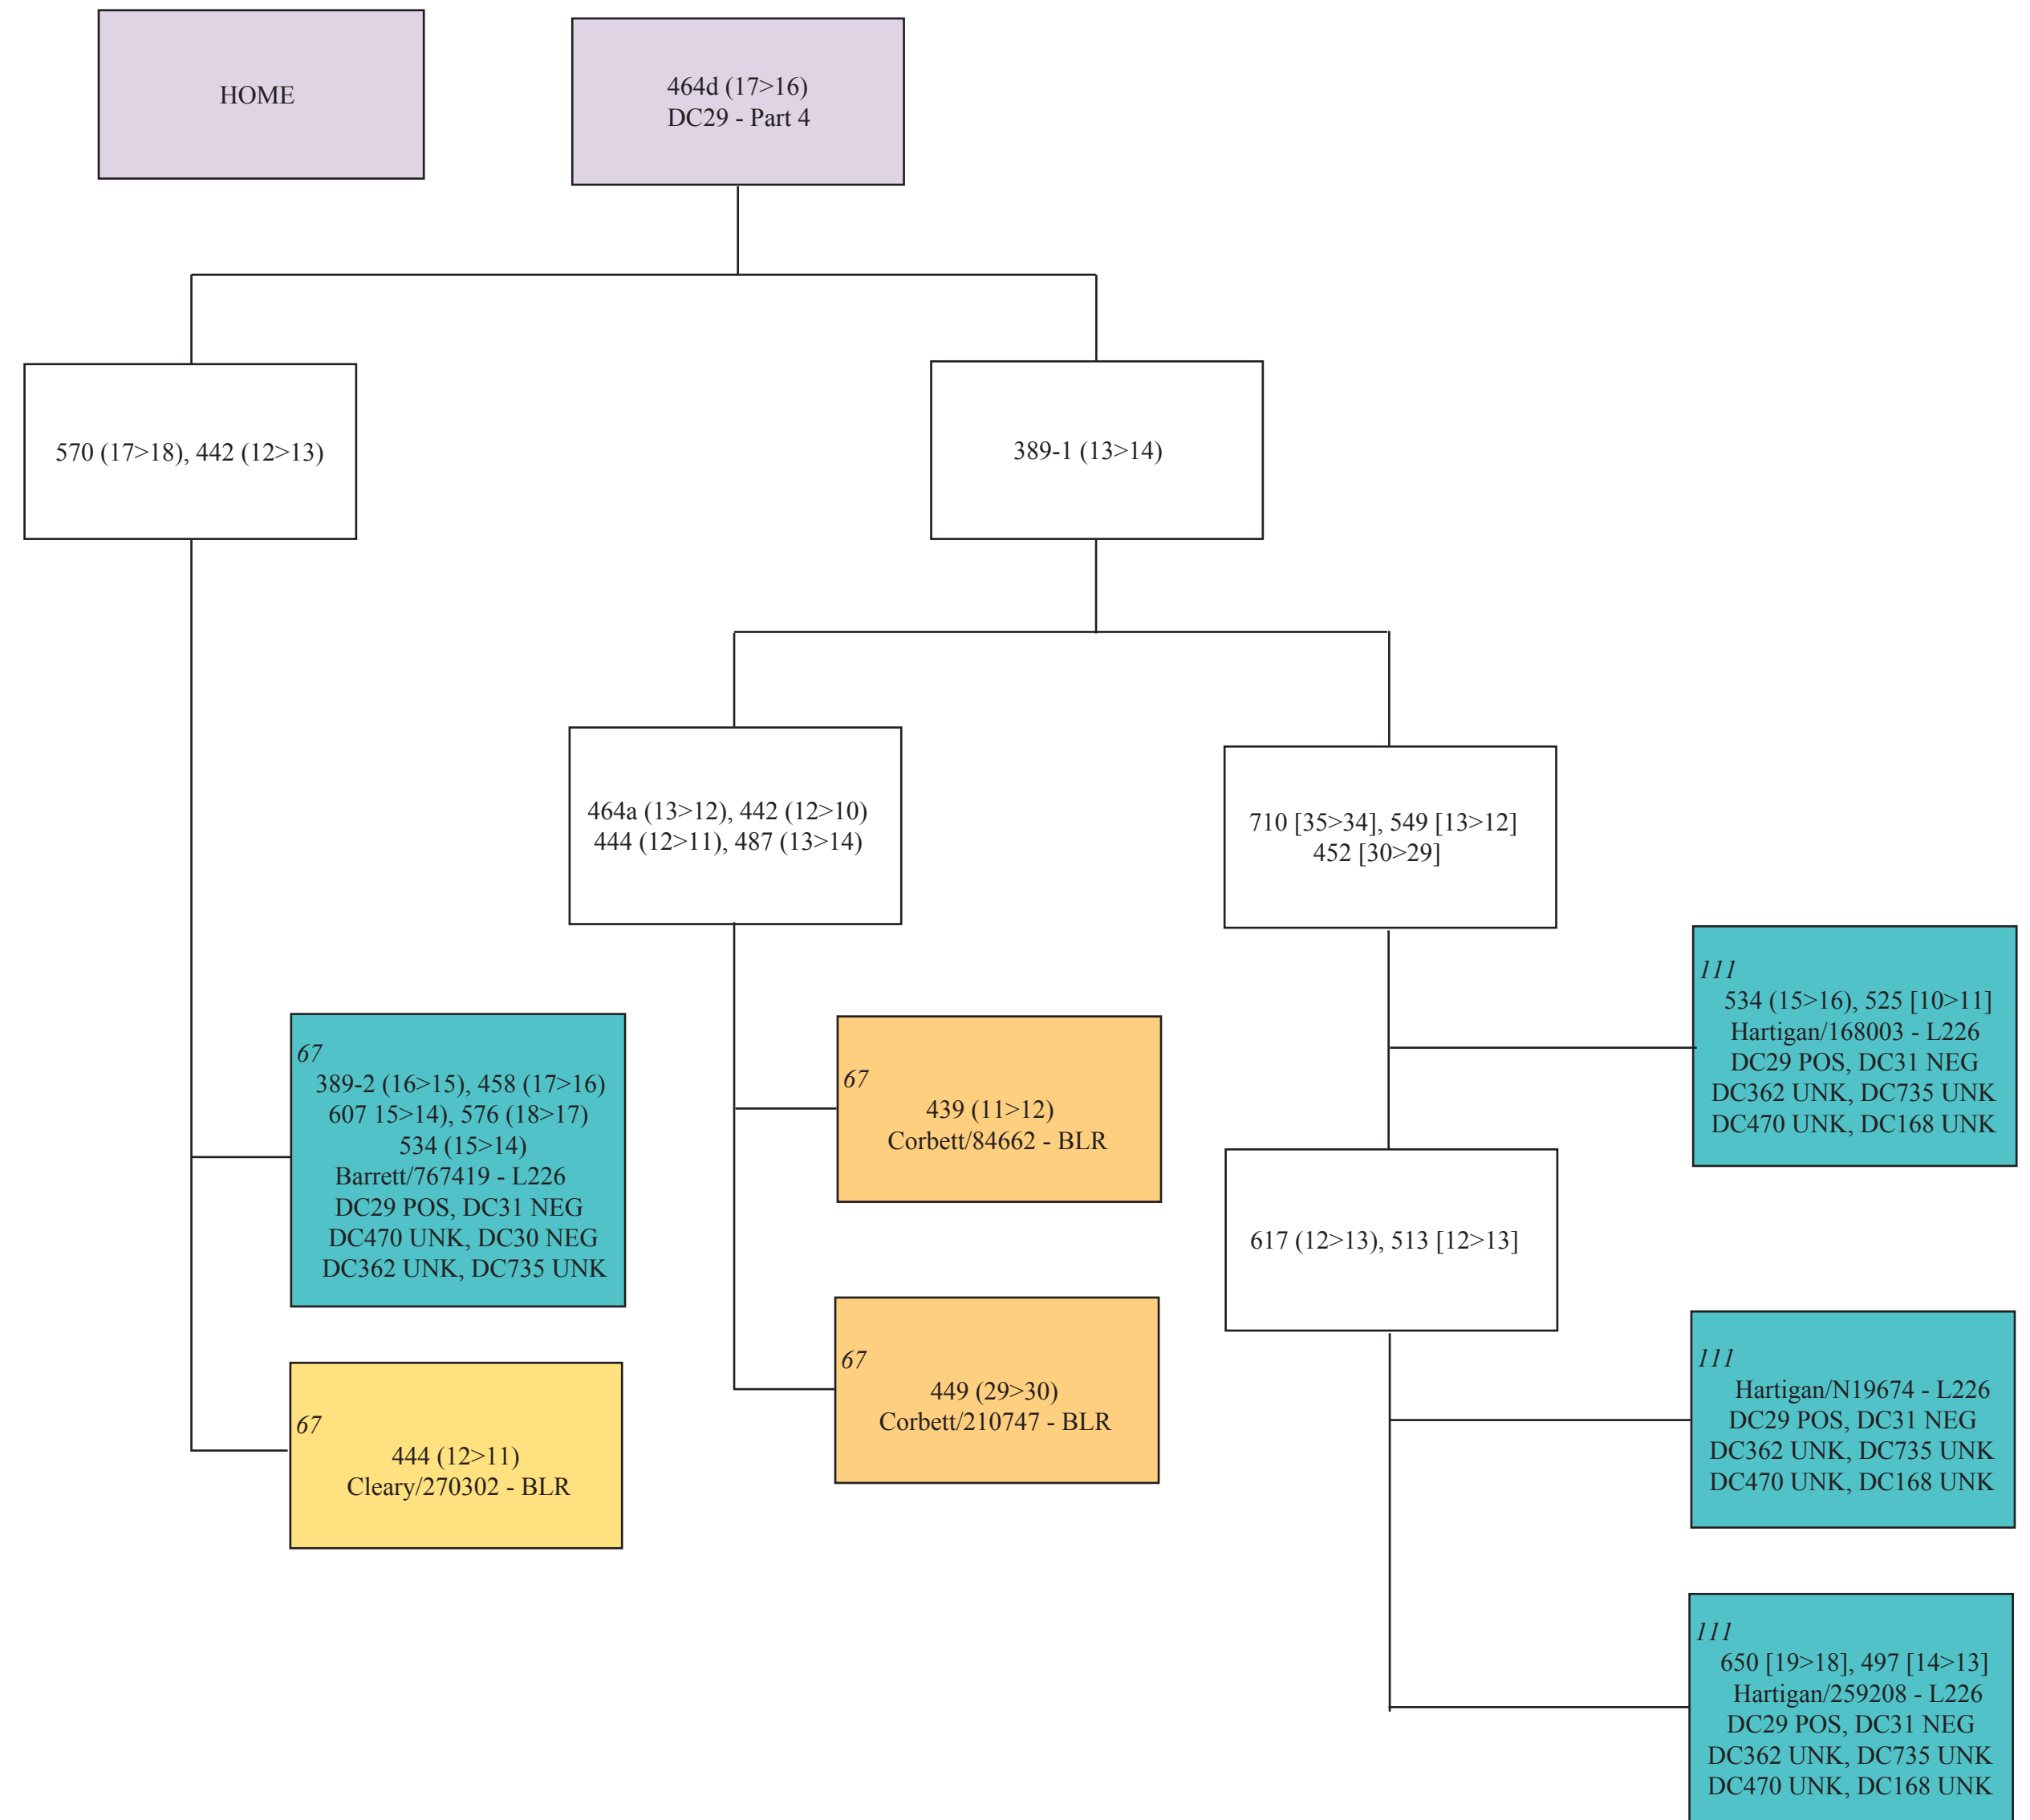 HOME
464d (17>16)
DC29 - Part 4
570 (17>18), 442 (12>13)
389-1 (13>14)
464a (13>12), 442 (12>10)
444 (12>11), 487 (13>14)
710 [35>34], 549 [13>12]
452 [30>29]
111
534 (15>16), 525 [10>11]
Hartigan/168003 - L226
DC29 POS, DC31 NEG
DC362 UNK, DC735 UNK
DC470 UNK, DC168 UNK
67
389-2 (16>15), 458 (17>16)
607 15>14), 576 (18>17)
534 (15>14)
Barrett/767419 - L226
DC29 POS, DC31 NEG
DC470 UNK, DC30 NEG
DC362 UNK, DC735 UNK
67
439 (11>12)
Corbett/84662 - BLR
617 (12>13), 513 [12>13]
67
444 (12>11)
Cleary/270302 - BLR
67
449 (29>30)
Corbett/210747 - BLR
111
Hartigan/N19674 - L226
DC29 POS, DC31 NEG
DC362 UNK, DC735 UNK
DC470 UNK, DC168 UNK
111
650 [19>18], 497 [14>13]
Hartigan/259208 - L226
DC29 POS, DC31 NEG
DC362 UNK, DC735 UNK
DC470 UNK, DC168 UNK